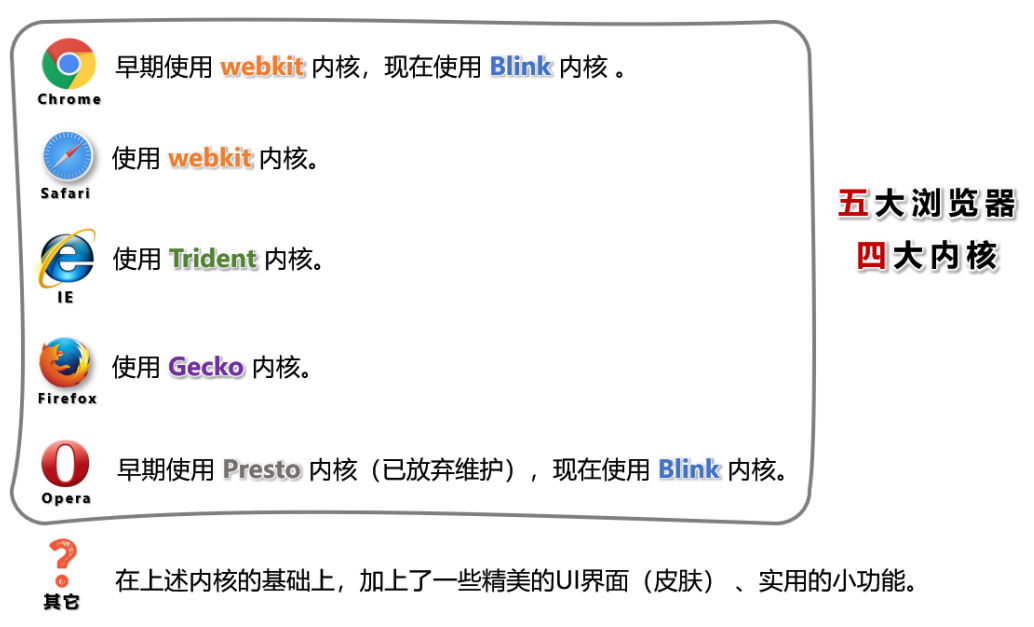 早期使用 webkit 内核，现在使用 Blink 内核 。
Chrome
使用 webkit 内核。
Safari
使用 Trident 内核。
IE
使用 Gecko 内核。
Firefox
早期使用 Presto 内核（已放弃维护），现在使用 Blink 内核。
Opera
五大浏览器
四大内核
在上述内核的基础上，加上了一些精美的UI界面（皮肤） 、实用的小功能。
其它